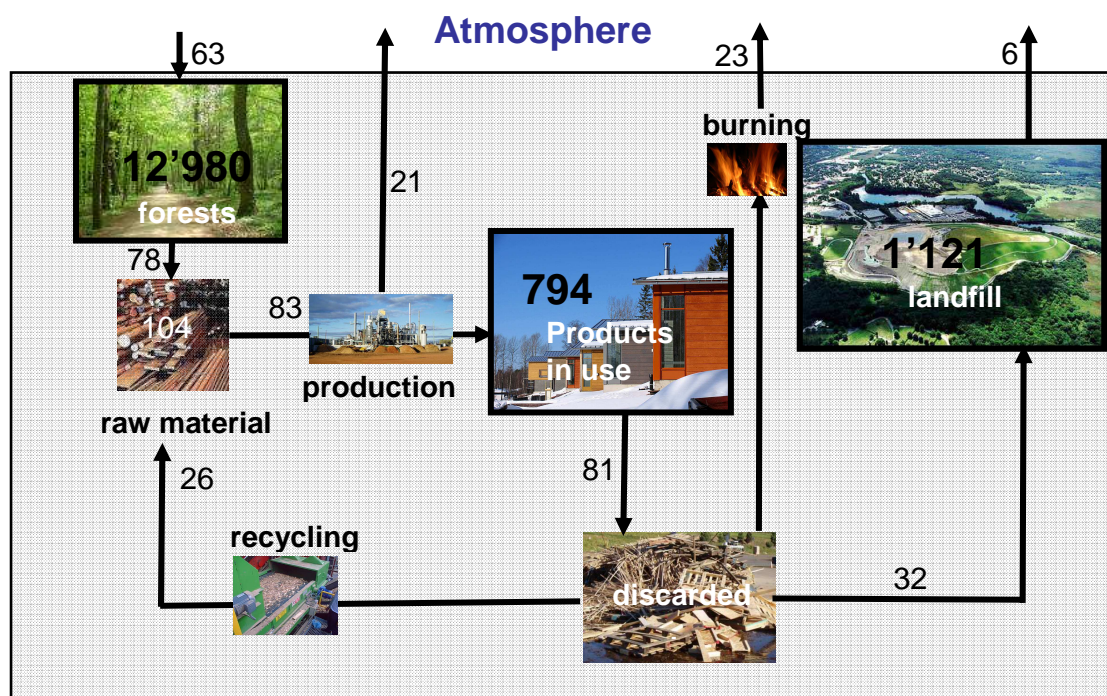 Atmosphere
63
23
6
burning
12'980
forests
21
78
104
83
794
Products
in use
1'121
landfill
production
raw material
26
81
recycling
discarded
32